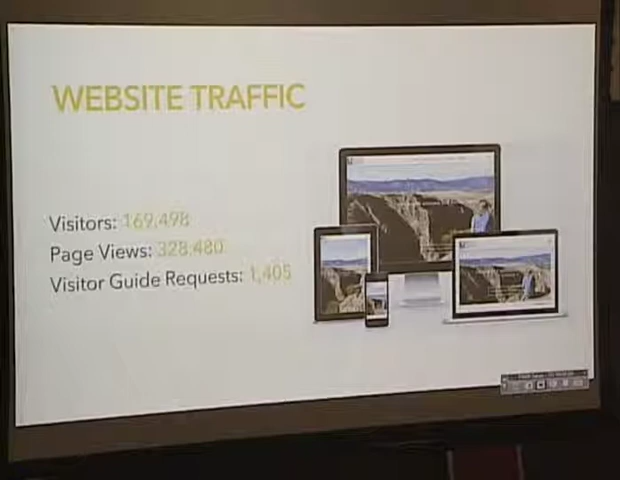 WEBSITE TRAFFIC
Visitors: 169,498
Page Views: 328,480
Visitor Guide Requests: 1,405